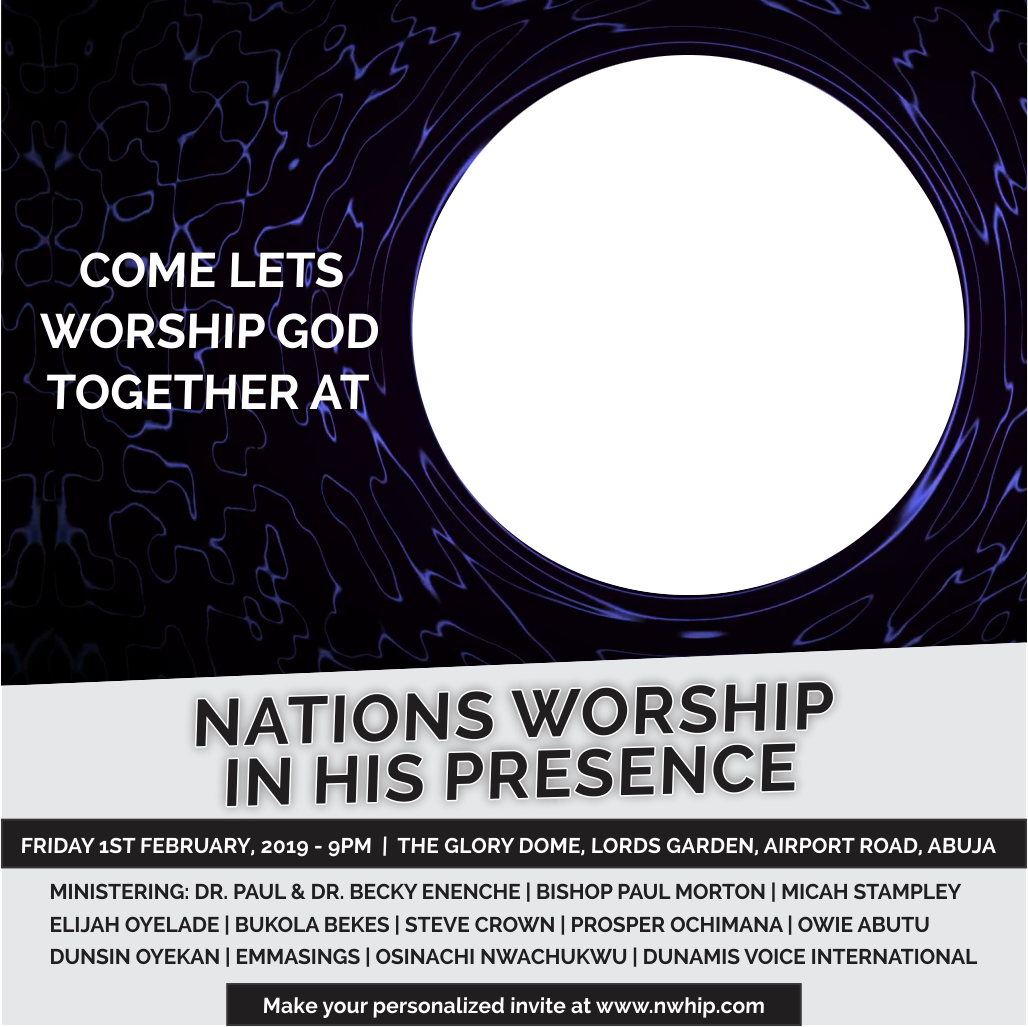 COME LETS
WORSHIP GOD
TOGETHER AT
NATIONS WORSHIP
IN HIS PRESENCE
FRIDAY 1ST FEBRUARY, 2019 - 9PM | THE GLORY DOME, LORDS GARDEN, AIRPORT ROAD, ABUJA
MINISTERING: DR. PAUL & DR. BECKY ENENCHE | BISHOP PAUL MORTON | MICAH STAMPLEY
ELIJAH OYELADE | BUKOLA BEKES | STEVE CROWN | PROSPER OCHIMANA | OWIE ABUTU
DUNSIN OYEKAN | EMMASINGS | OSINACHI NWACHUKWU | DUNAMIS VOICE INTERNATIONAL
Make your personalized invite at www.nwhip.com